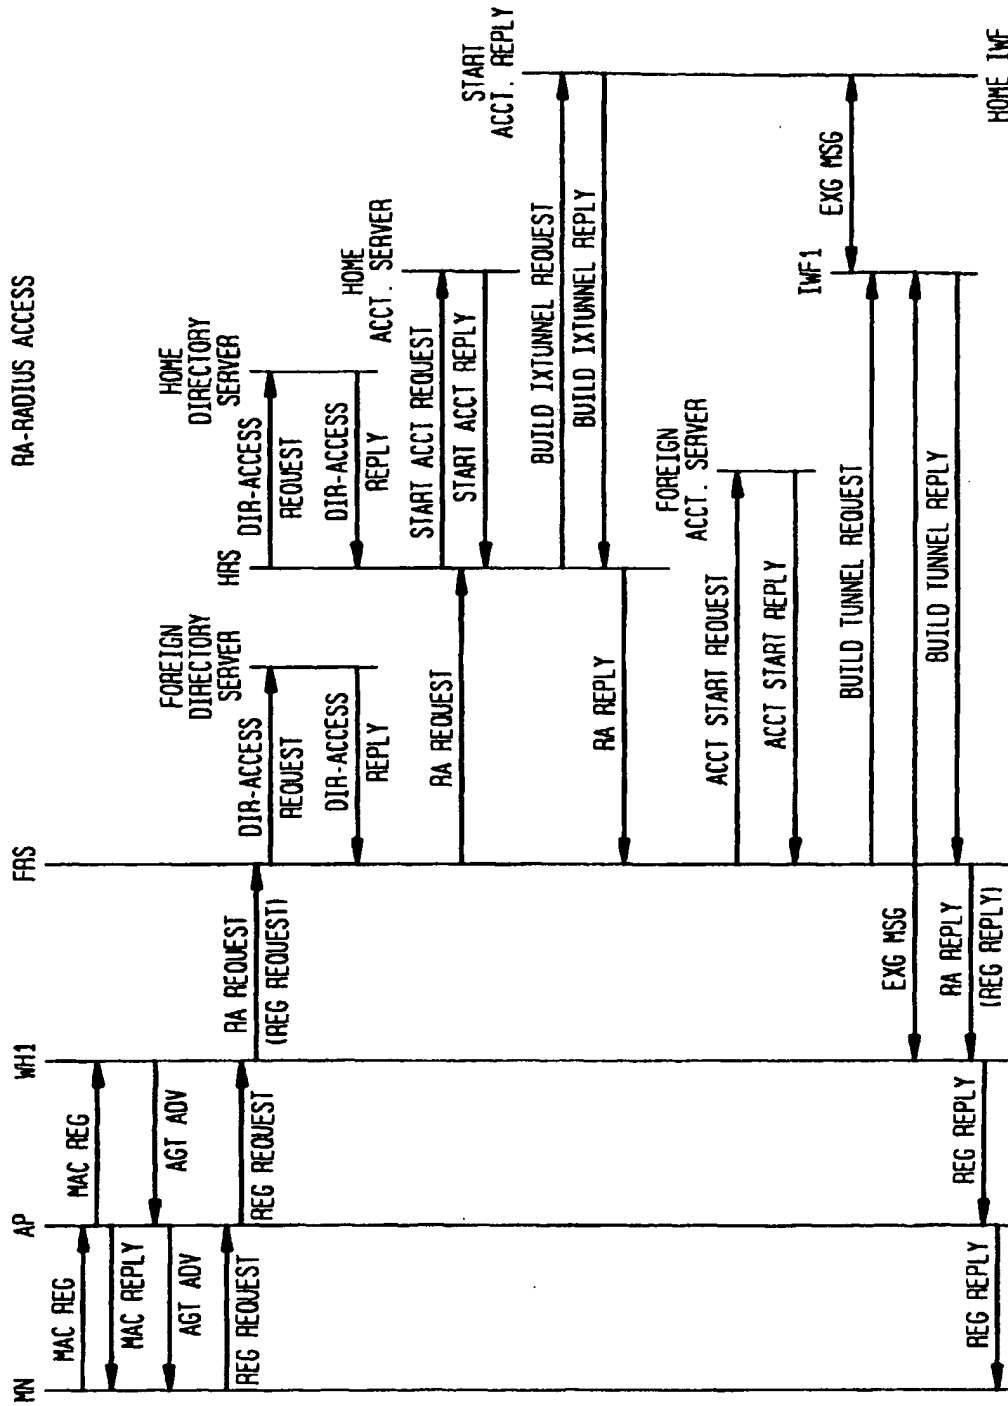 RA-RADIUS ACCESS
MN
AP
WH1
FRS
FOREIGN
DIRECTORY
SERVER
HRS
HOME
DIRECTORY
SERVER
HOME
ACCT. SERVER
START
ACCT. REPLY
MAC REG
MAC REG
MAC REPLY
AGT ADV
AGT ADV
REG REQUEST
REG REQUEST
RA REQUEST
(REG REQUEST)
DIR-ACCESS
REQUEST
DIR-ACCESS
REPLY
DIR-ACCESS
REQUEST
DIR-ACCESS
REPLY
START ACCT REQUEST
START ACCT REPLY
RA REQUEST
BUILD IXTUNNEL REQUEST
BUILD IXTUNNEL REPLY
RA REPLY
FOREIGN
ACCT. SERVER
ACCT START REQUEST
ACCT START REPLY
IWF1
EXG MSG
BUILD TUNNEL REQUEST
EXG MSG
BUILD TUNNEL REPLY
RA REPLY
(REG REPLY)
REG REPLY
REG REPLY
HOME IWF